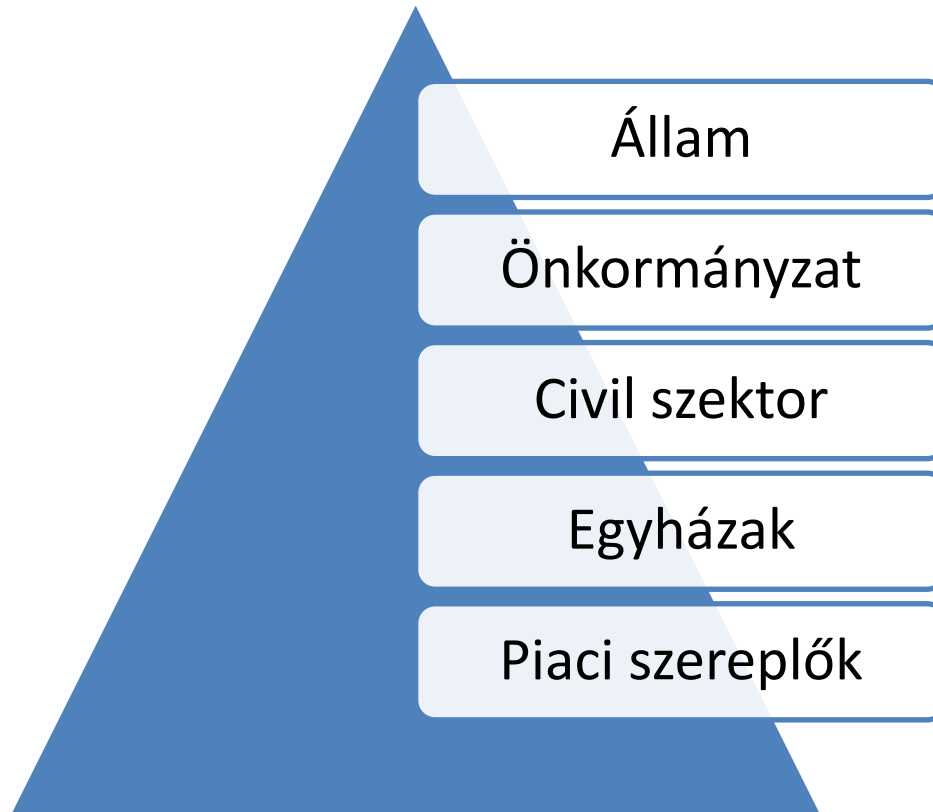 Állam
Önkormányzat
Civil szektor
Egyházak
Piaci szereplők